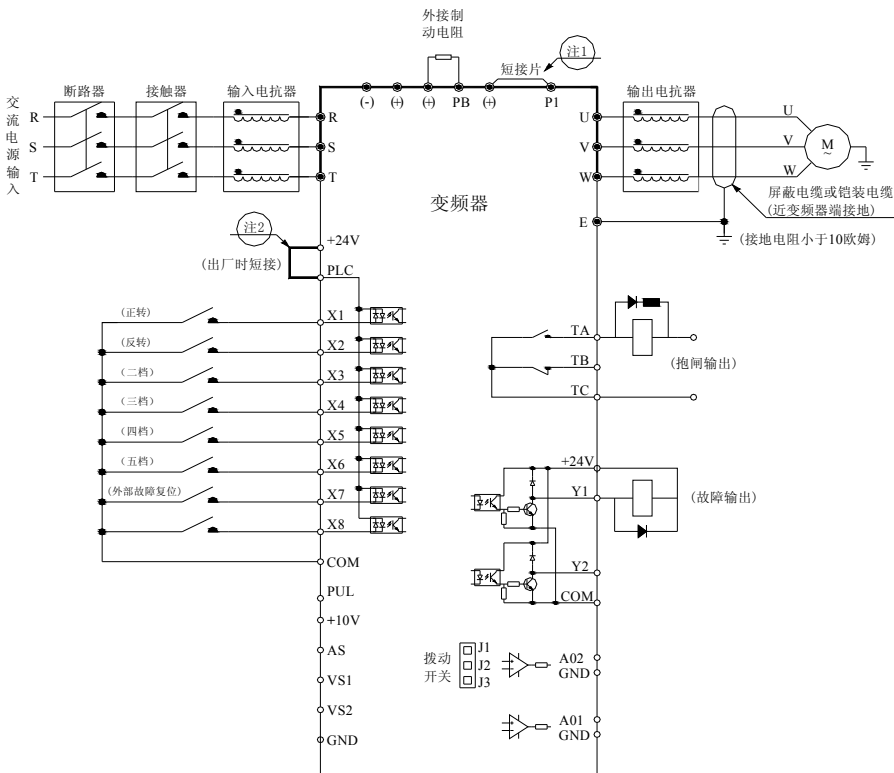 外接制
动电阻
注1
短接片
断路器
接触器
输入电抗器
(-)
(+)
(+)
PB
(+)
P1
输出电抗器
交流电源输入
R
S
T
R
S
T
U
V
W
E
U
V
W
M
~
变频器
屏蔽电缆或铠装电缆
(近变频器端接地)
(接地电阻小于10欧姆)
注2
(出厂时短接)
+24V
PLC
(正转)
X1
(反转)
X2
(二档)
X3
(三档)
X4
(四档)
X5
(五档)
X6
(外部故障复位)
X7
X8
COM
PUL
+10V
AS
VS1
VS2
GND
TA
TB
TC
(抱闸输出)
+24V
Y1
(故障输出)
Y2
COM
拨动
开关
J1
J2
J3
A02
GND
A01
GND